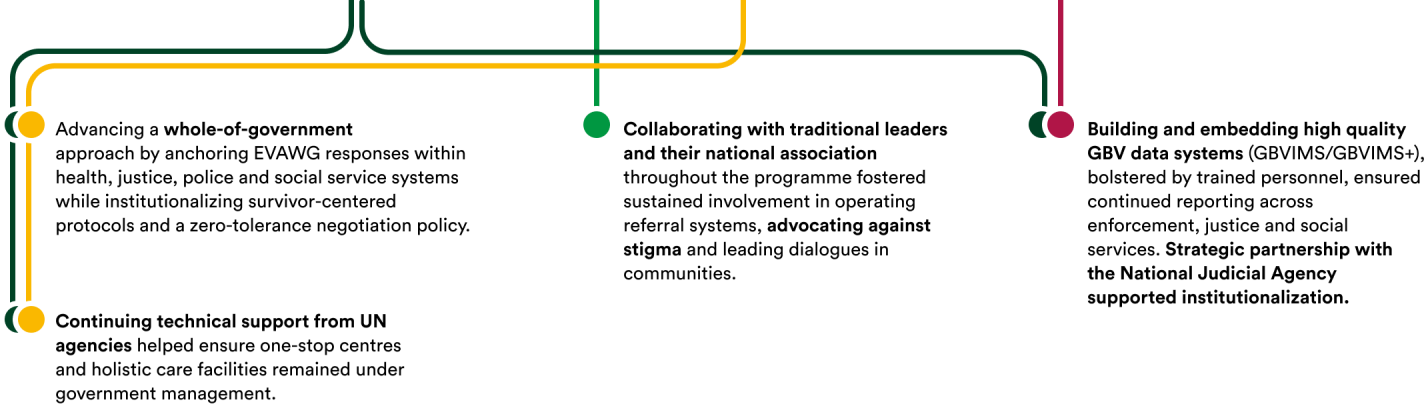 Advancing a whole-of-government
approach by anchoring EVAWG responses within
health, justice, police and social service systems
while institutionalizing survivor-centered
protocols and a zero-tolerance negotiation policy.
Continuing technical support from UN
agencies helped ensure one-stop centres
and holistic care facilities remained under
government management.
Collaborating with traditional leaders
and their national association
throughout the programme fostered
sustained involvement in operating
referral systems, advocating against
stigma and leading dialogues in
communities.
Building and embedding high quality
GBV data systems (GBVIMS/GBVIMS+),
bolstered by trained personnel, ensured
continued reporting across
enforcement, justice and social
services. Strategic partnership with
the National Judicial Agency
supported institutionalization.